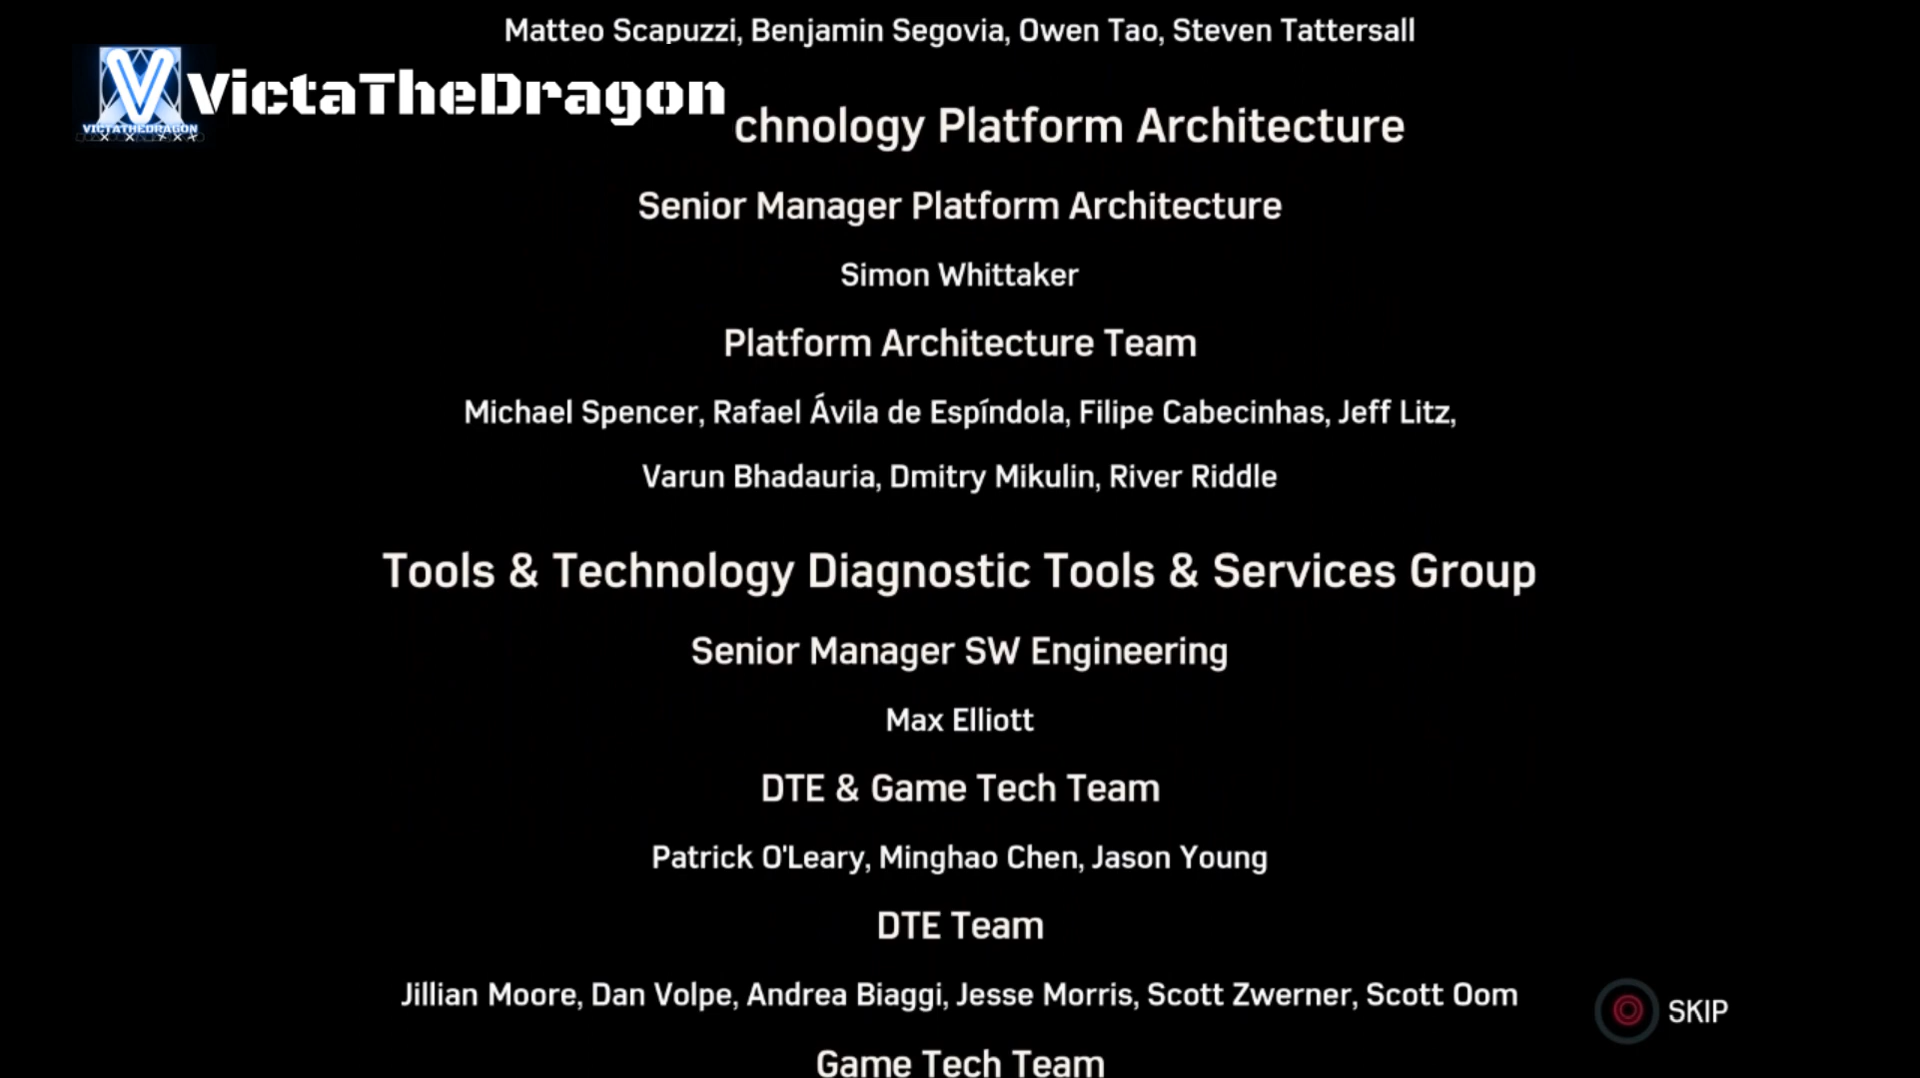 Matteo Scapuzzi, Benjamin Segovia, Owen Tao, Steven Tattersall
VictaTheDragon
VICTATHEDRAGON
chnology Platform Architecture
Senior Manager Platform Architecture
Simon Whittaker
Platform Architecture Team
Michael Spencer, Rafael Ávila de Espíndola, Filipe Cabecinhas, Jeff Litz,
Varun Bhadauria, Dmitry Mikulin, River Riddle
Tools & Technology Diagnostic Tools & Services Group
Senior Manager SW Engineering
Max Elliott
DTE & Game Tech Team
Patrick O'Leary, Minghao Chen, Jason Young
DTE Team
Jillian Moore, Dan Volpe, Andrea Biaggi, Jesse Morris, Scott Zwerner, Scott Oom
SKIP
Game Tech Team